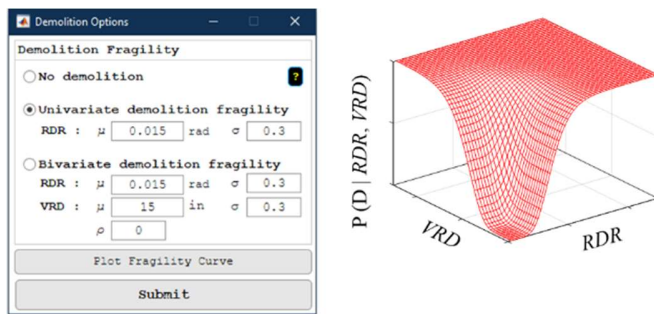 Demolition Options
Demolition Fragility
No demolition ?
Univariate demolition fragility
RDR : μ 0.015 rad σ 0.3
Bivariate demolition fragility
RDR : μ 0.015 rad σ 0.3
VRD : μ 15 in σ 0.3
ρ 0
Plot Fragility Curve
Submit
P (D | RDR, VRD)
VRD
RDR